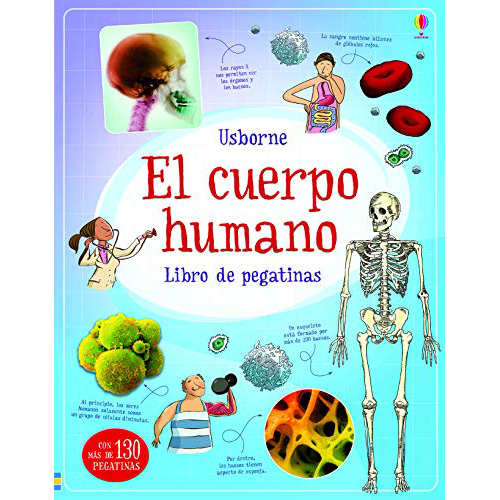 La sangre contiene billones
de glóbulos rojos.
Los rayos X
nos permiten ver
los órganos y
los huesos.
Usborne
El cuerpo
humano
Libro de pegatinas
Un esqueleto
está formado por
más de 200 huesos.
Al principio, los seres
humanos solamente somos
un grupo de células diminutas.
CON
MÁS DE 130
PEGATINAS
Por dentro,
los huesos tienen
aspecto de esponja.